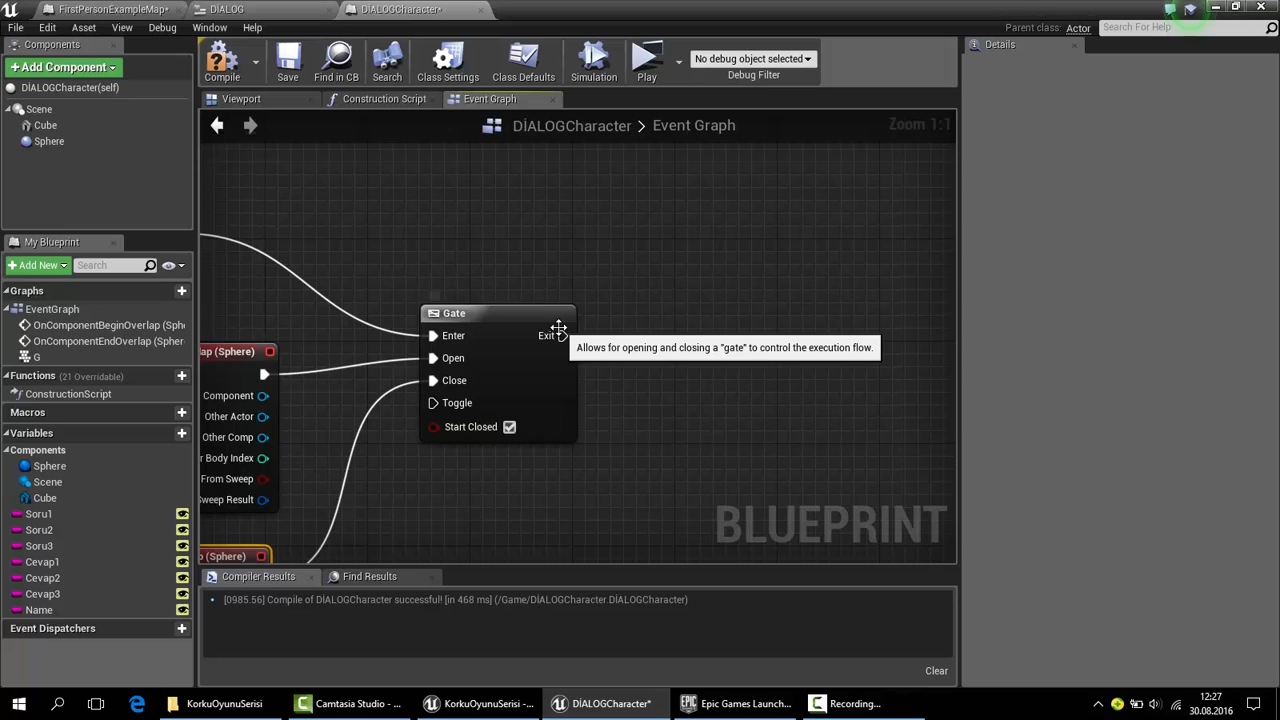 FirstPersonExampleMap*
DİALOG
DİALOGCharacter*
File Edit Asset View Debug Window Help
Parent class: Actor
Search For Help
Components
Add Component
DİALOGCharacter(self)
Scene
Cube
Sphere
Compile
Save
Find in CB
Search
Class Settings
Class Defaults
Simulation
Play
No debug object selected
Debug Filter
Details
Viewport
Construction Script
Event Graph
DİALOGCharacter > Event Graph
Zoom 1:1
My Blueprint
Add New
Search
Graphs
EventGraph
OnComponentBeginOverlap (Sphe
OnComponentEndOverlap (Sphere
G
Functions (21 Overridable)
ConstructionScript
Macros
Variables
Components
Sphere
Scene
Cube
Soru1
Soru2
Soru3
Cevap1
Cevap2
Cevap3
Name
Event Dispatchers
Gate
Enter
Exit
Open
Close
Toggle
Start Closed
Allows for opening and closing a "gate" to control the execution flow.
lap (Sphere)
Component
Other Actor
Other Comp
r Body Index
From Sweep
Sweep Result
p (Sphere)
BLUEPRINT
Compiler Results
Find Results
[0985.56] Compile of DİALOGCharacter successful! [in 468 ms] (/Game/DİALOGCharacter.DİALOGCharacter)
Clear
KorkuOyunuSerisi
Camtasia Studio - ...
KorkuOyunuSerisi -...
DİALOGCharacter*
Epic Games Launch...
Recording...
12:27
30.08.2016